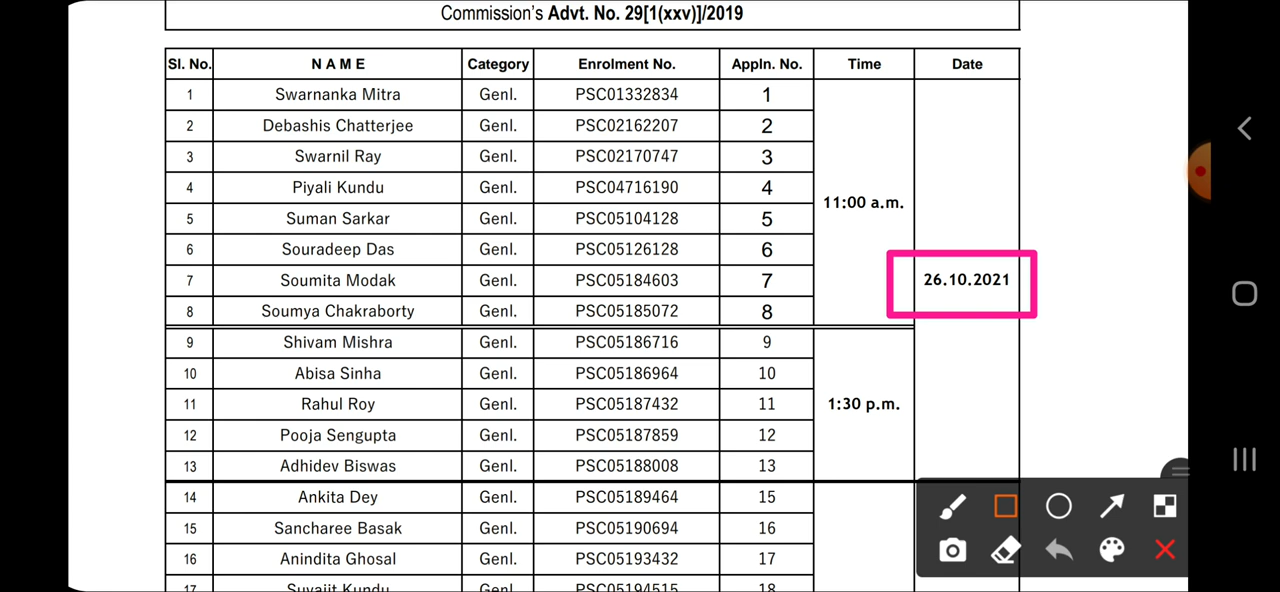 Commission's Advt. No. 29[1(xxv)]/2019
Sl. No. N A M E Category Enrolment No. Appln. No. Time Date
1 Swarnanka Mitra Genl. PSC01332834 1
2 Debashis Chatterjee Genl. PSC02162207 2
3 Swarnil Ray Genl. PSC02170747 3
4 Piyali Kundu Genl. PSC04716190 4
11:00 a.m.
5 Suman Sarkar Genl. PSC05104128 5
6 Souradeep Das Genl. PSC05126128 6
7 Soumita Modak Genl. PSC05184603 7 26.10.2021
8 Soumya Chakraborty Genl. PSC05185072 8
9 Shivam Mishra Genl. PSC05186716 9
10 Abisa Sinha Genl. PSC05186964 10
11 Rahul Roy Genl. PSC05187432 11 1:30 p.m.
12 Pooja Sengupta Genl. PSC05187859 12
13 Adhidev Biswas Genl. PSC05188008 13
14 Ankita Dey Genl. PSC05189464 15
15 Sancharee Basak Genl. PSC05190694 16
16 Anindita Ghosal Genl. PSC05193432 17
17 Suvajit Kundu Genl. PSC05194515 18